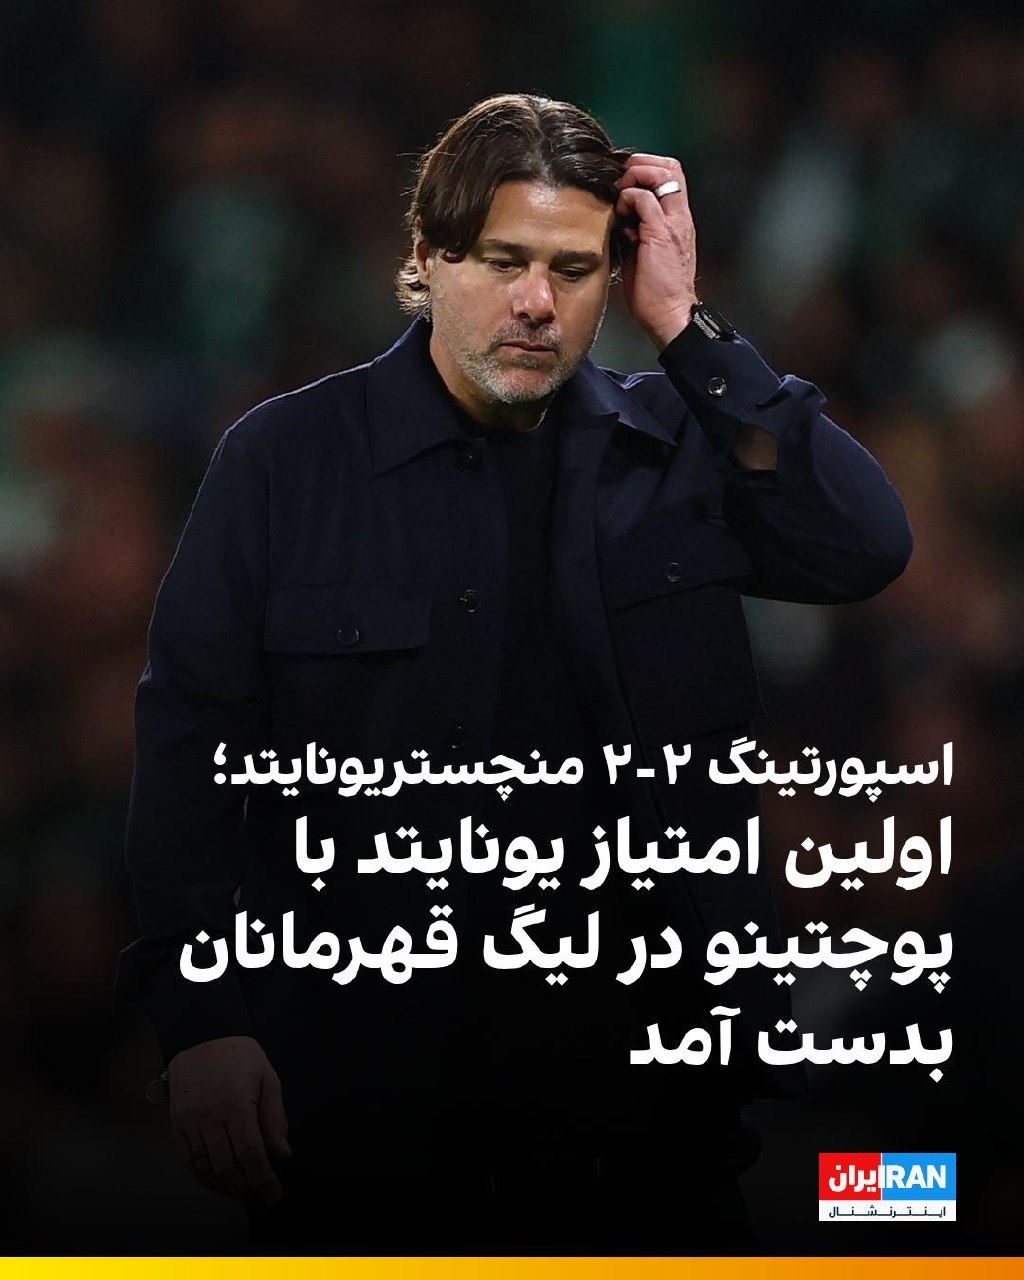 اسپورتینگ ۲-۲ منچستریونایتد؛
اولین امتیاز یونایتد با
پوچتینو در لیگ قهرمانان
بدست آمد
ایران IRAN
اینترنشنال